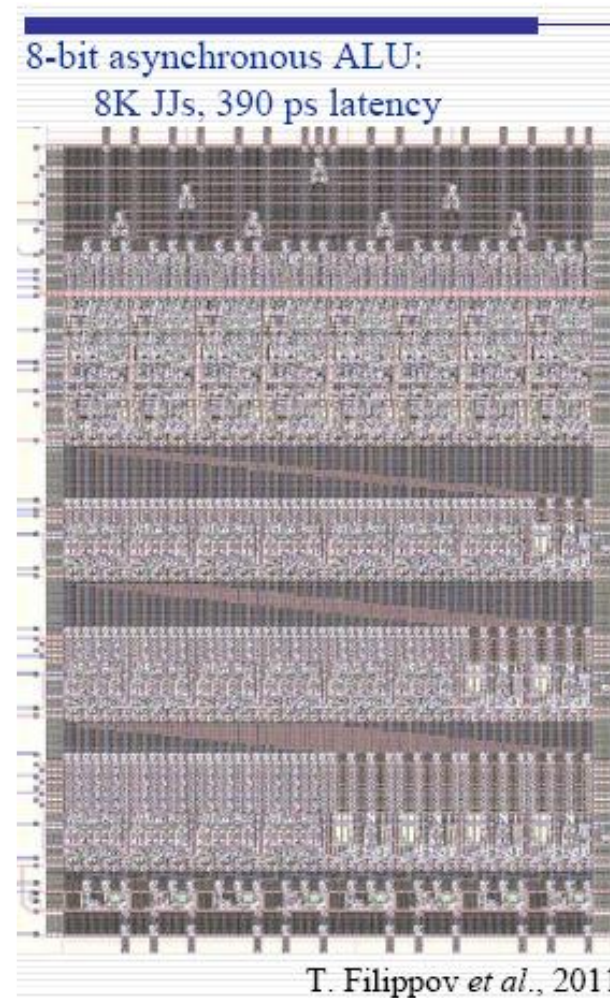 8-bit asynchronous ALU:
8K JJs, 390 ps latency
T. Filippov et al., 2011